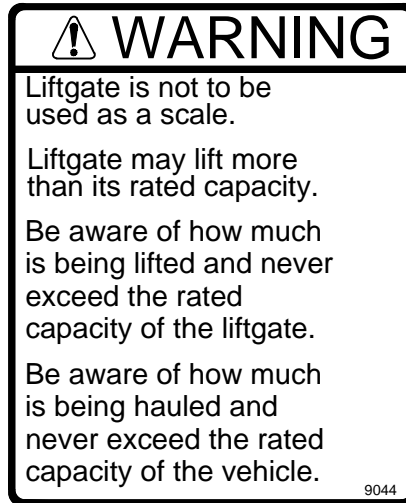 WARNING
Liftgate is not to be
used as a scale.
Liftgate may lift more
than its rated capacity.
Be aware of how much
is being lifted and never
exceed the rated
capacity of the liftgate.
Be aware of how much
is being hauled and
never exceed the rated
capacity of the vehicle.
9044